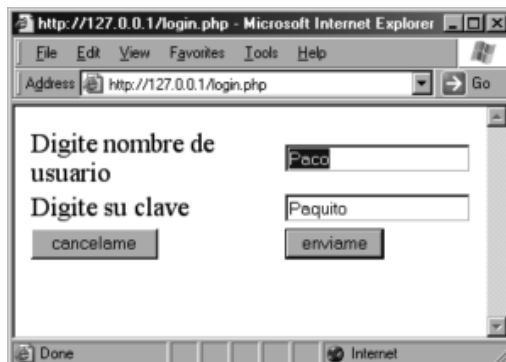 http://127.0.0.1/login.php - Microsoft Internet Explorer
File Edit View Favorites Tools Help
Address http://127.0.0.1/login.php Go
Digite nombre de
usuario
Paco
Digite su clave Paquito
cancelame enviame
Done Internet